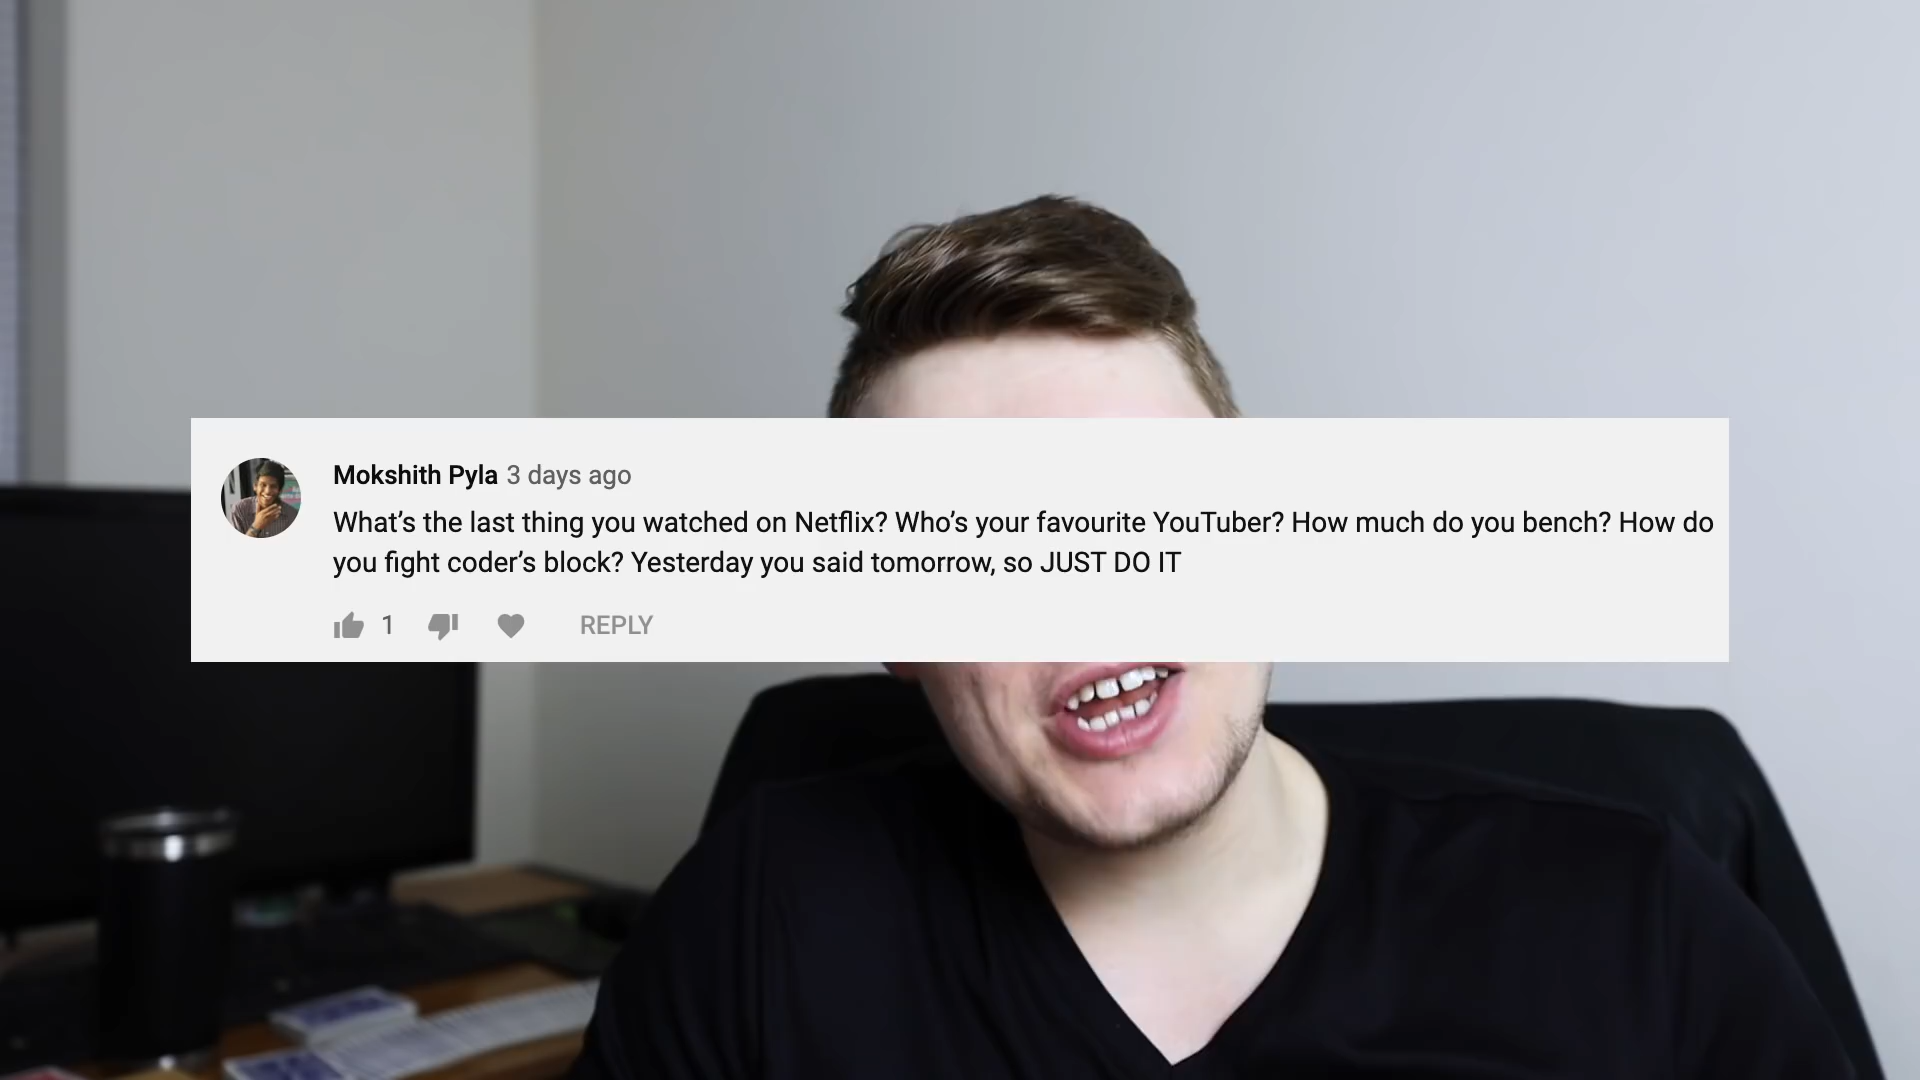 Mokshith Pyla 3 days ago
What’s the last thing you watched on Netflix? Who’s your favourite YouTuber? How much do you bench? How do
you fight coder’s block? Yesterday you said tomorrow, so JUST DO IT
1 REPLY